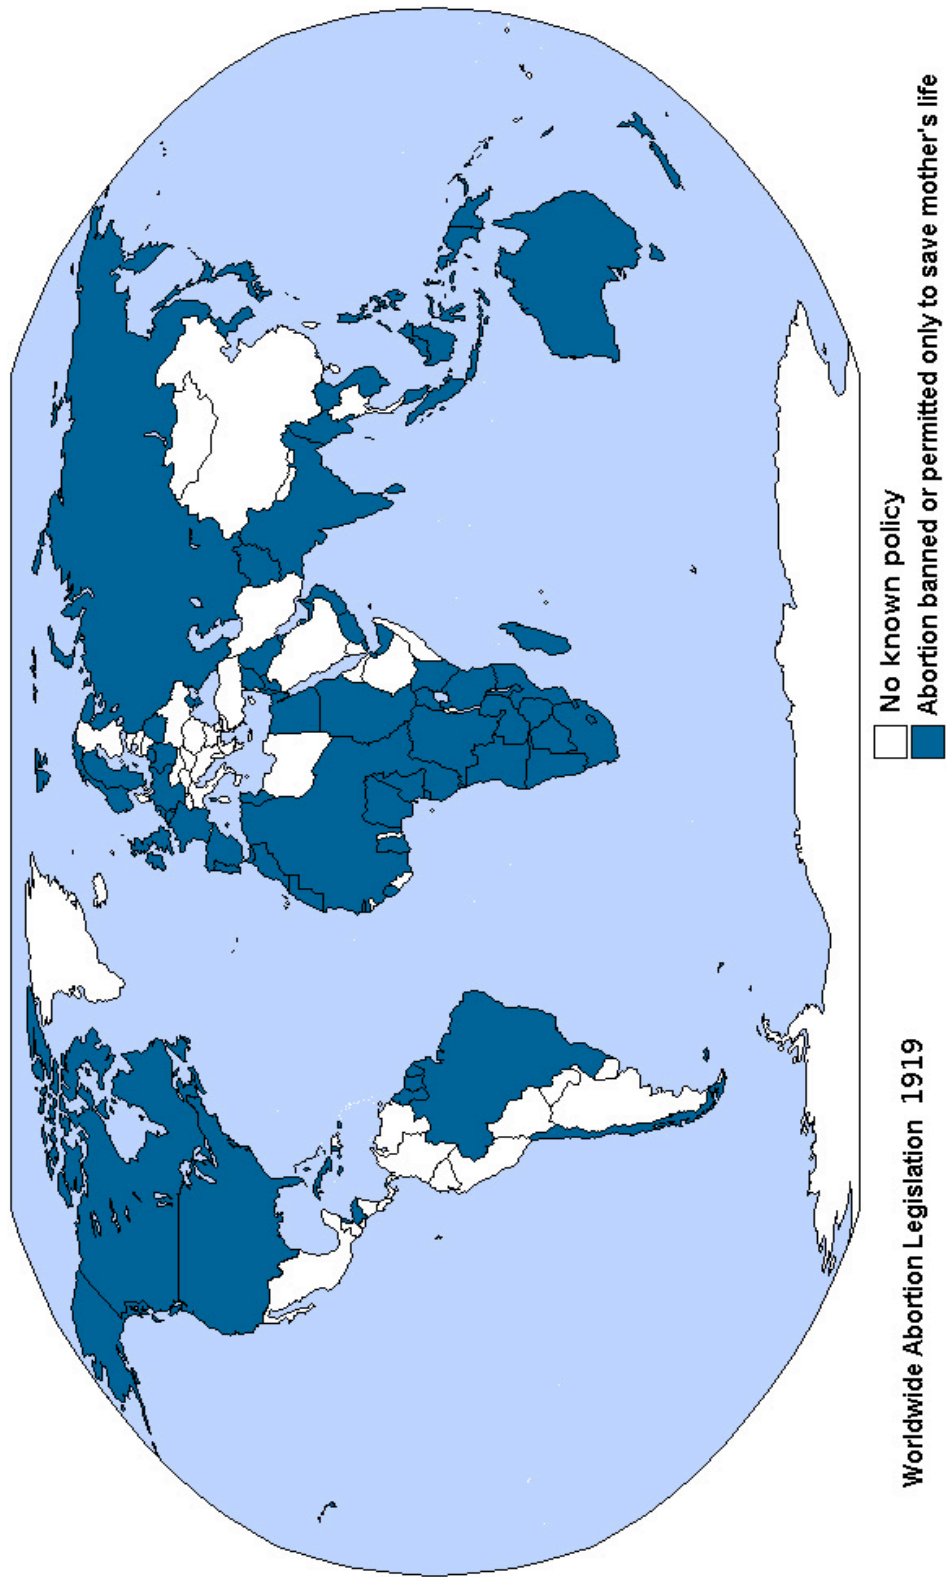 No known policy
Abortion banned or permitted only to save mother's life
Worldwide Abortion Legislation 1919